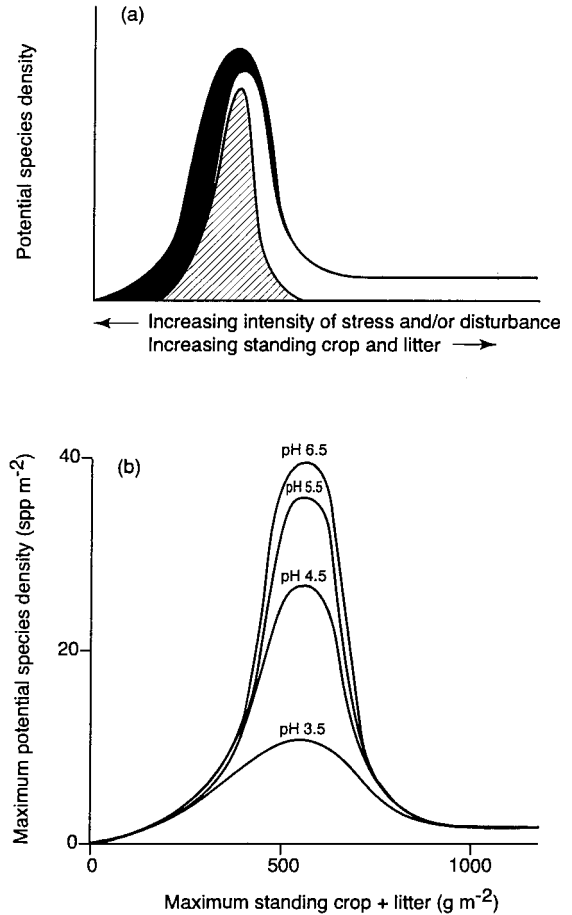 (a)
Potential species density
← Increasing intensity of stress and/or disturbance
Increasing standing crop and litter →
(b)
Maximum potential species density (spp m⁻²)
40
20
0
pH 6.5
pH 5.5
pH 4.5
pH 3.5
0 500 1000
Maximum standing crop + litter (g m⁻²)